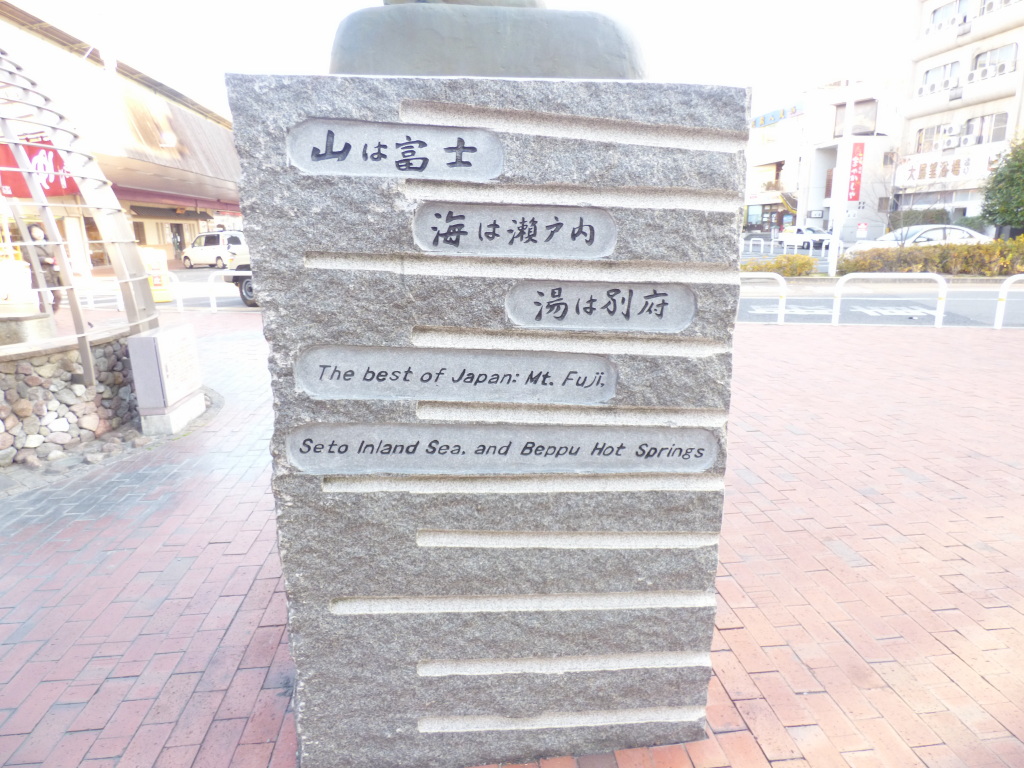 山は富士
海は瀬戸内
湯は別府
The best of Japan: Mt. Fuji,
Seto Inland Sea, and Beppu Hot Springs